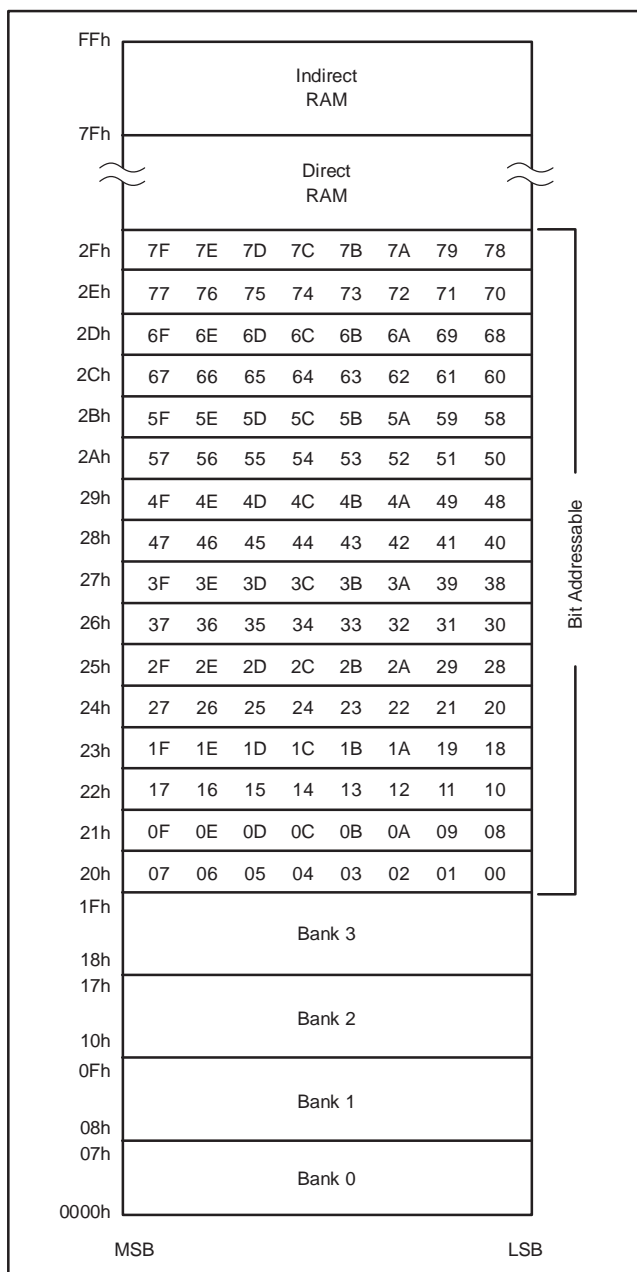 FFh
Indirect
RAM
7Fh
Direct
RAM
2Fh 7F 7E 7D 7C 7B 7A 79 78
2Eh 77 76 75 74 73 72 71 70
2Dh 6F 6E 6D 6C 6B 6A 69 68
2Ch 67 66 65 64 63 62 61 60
2Bh 5F 5E 5D 5C 5B 5A 59 58
2Ah 57 56 55 54 53 52 51 50
29h 4F 4E 4D 4C 4B 4A 49 48
28h 47 46 45 44 43 42 41 40
27h 3F 3E 3D 3C 3B 3A 39 38
26h 37 36 35 34 33 32 31 30
25h 2F 2E 2D 2C 2B 2A 29 28
24h 27 26 25 24 23 22 21 20
23h 1F 1E 1D 1C 1B 1A 19 18
22h 17 16 15 14 13 12 11 10
21h 0F 0E 0D 0C 0B 0A 09 08
20h 07 06 05 04 03 02 01 00
Bit Addressable
1Fh
Bank 3
18h
17h
Bank 2
10h
0Fh
Bank 1
08h
07h
Bank 0
0000h
MSB LSB